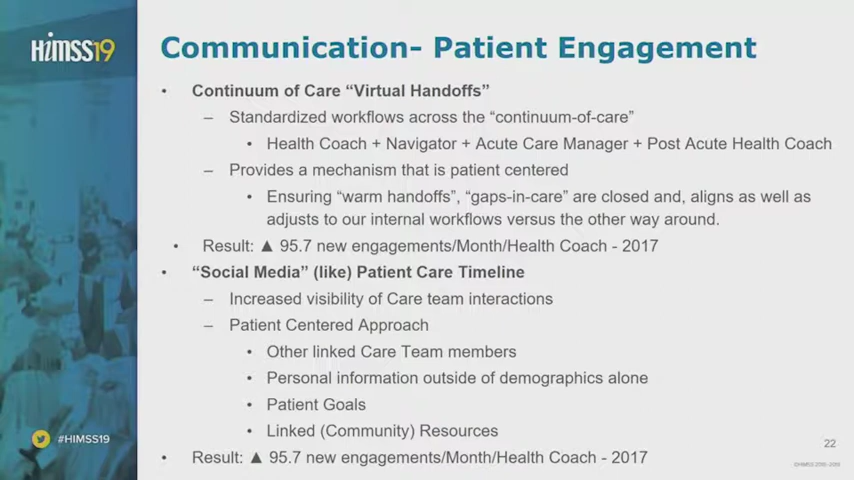 HiMSS19
Communication- Patient Engagement
• Continuum of Care “Virtual Handoffs”
– Standardized workflows across the “continuum-of-care”
• Health Coach + Navigator + Acute Care Manager + Post Acute Health Coach
– Provides a mechanism that is patient centered
• Ensuring “warm handoffs”, “gaps-in-care” are closed and, aligns as well as
adjusts to our internal workflows versus the other way around.
• Result: ▲ 95.7 new engagements/Month/Health Coach - 2017
• “Social Media” (like) Patient Care Timeline
– Increased visibility of Care team interactions
– Patient Centered Approach
• Other linked Care Team members
• Personal information outside of demographics alone
• Patient Goals
• Linked (Community) Resources
#HIMSS19
22
• Result: ▲ 95.7 new engagements/Month/Health Coach - 2017